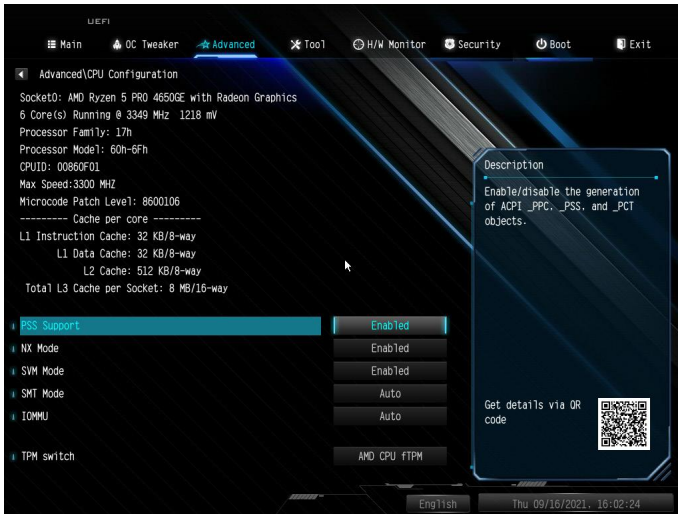 UEFI
Main OC Tweaker Advanced Tool H/W Monitor Security Boot Exit
Advanced\CPU Configuration
Socket0: AMD Ryzen 5 PRO 4650GE with Radeon Graphics
6 Core(s) Running @ 3349 MHz 1218 mV
Processor Family: 17h
Processor Model: 60h-6Fh
CPUID: 00860F01
Max Speed:3300 MHZ
Microcode Patch Level: 8600106
--------- Cache per core ---------
L1 Instruction Cache: 32 KB/8-way
L1 Data Cache: 32 KB/8-way
L2 Cache: 512 KB/8-way
Total L3 Cache per Socket: 8 MB/16-way
PSS Support Enabled
NX Mode Enabled
SVM Mode Enabled
SMT Mode Auto
IOMMU Auto
TPM switch AMD CPU fTPM
Description
Enable/disable the generation
of ACPI _PPC. _PSS. and _PCT
objects.
Get details via QR
code
English Thu 09/16/2021. 16:02:24